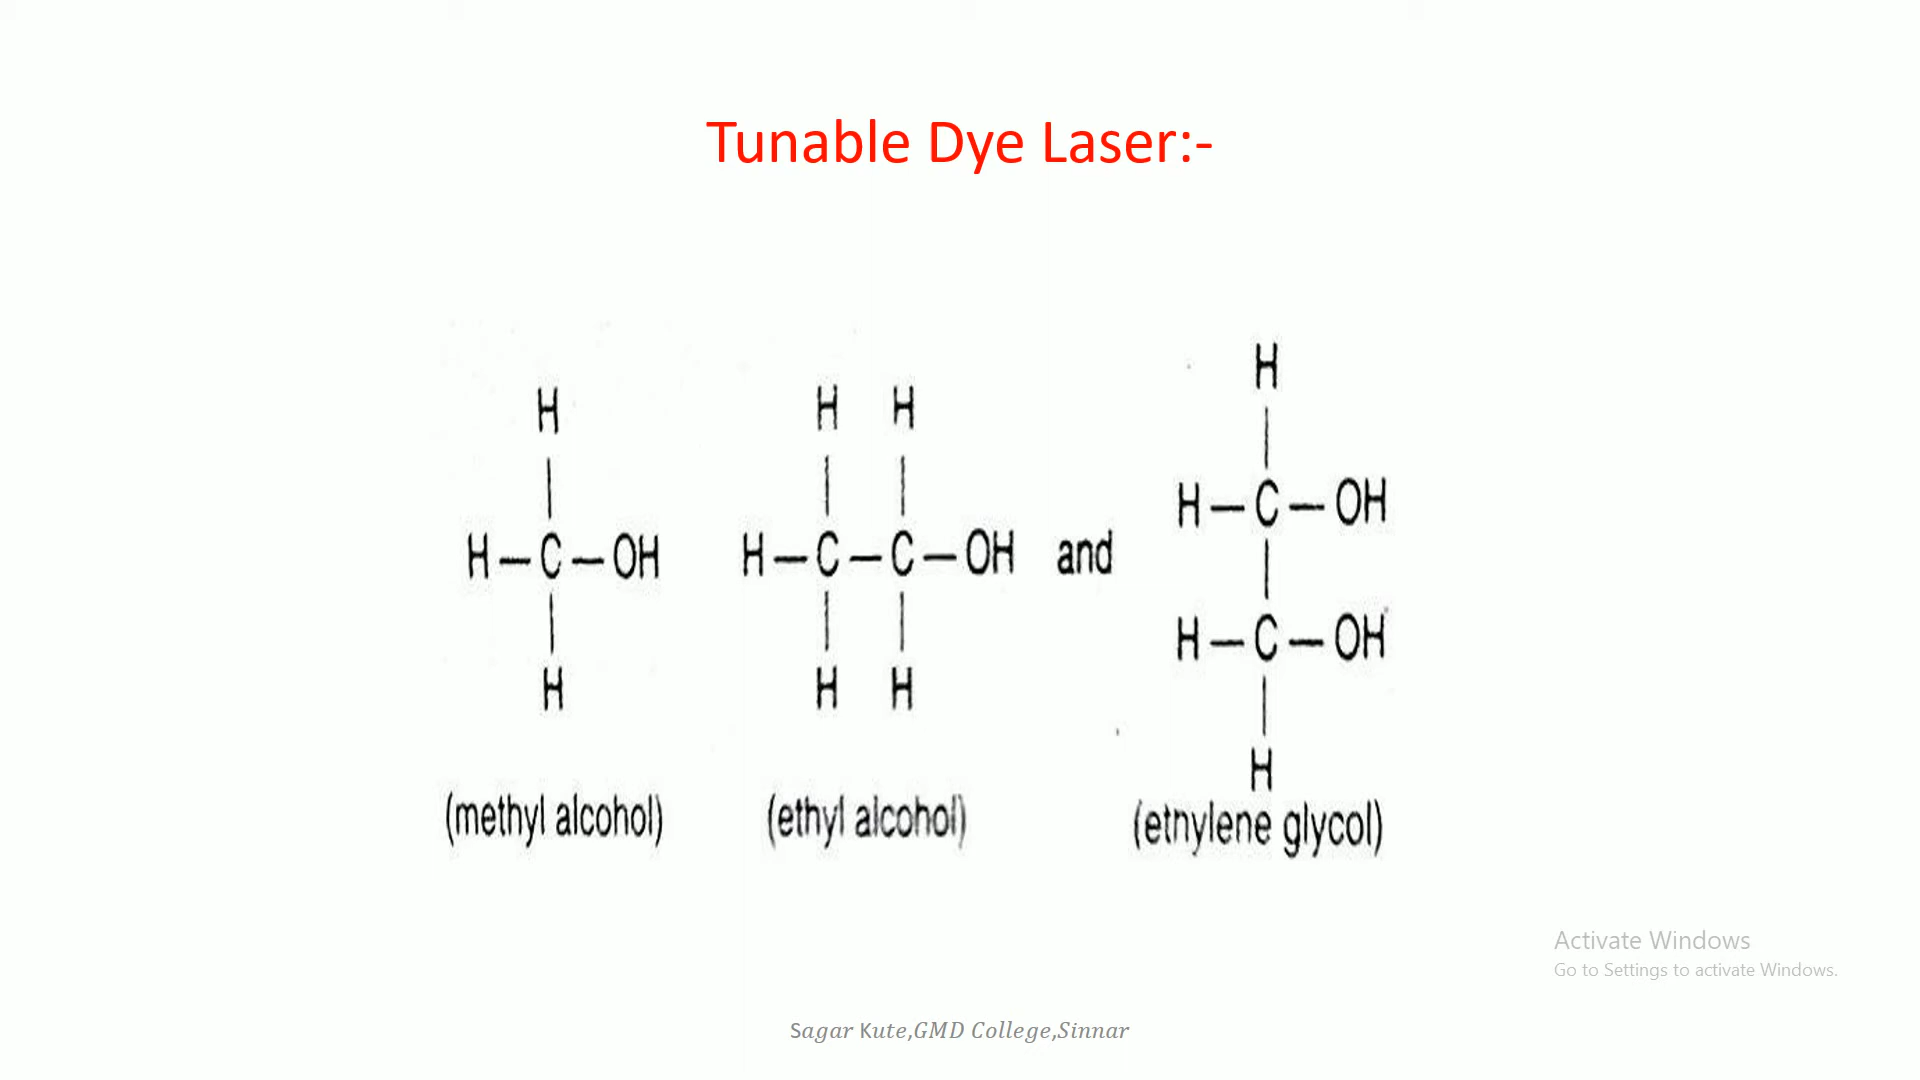 Tunable Dye Laser:-
H
H – C – OH
H
(methyl alcohol)
H H
H – C – C – OH
H H
(ethyl alcohol)
and
H
H – C – OH
H – C – OH
H
(ethylene glycol)
Activate Windows
Go to Settings to activate Windows.
Sagar Kute,GMD College,Sinnar